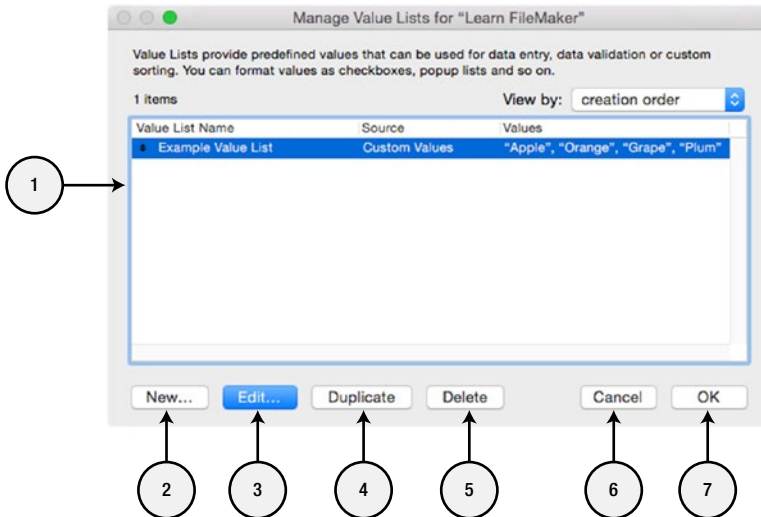 Manage Value Lists for “Learn FileMaker”
Value Lists provide predefined values that can be used for data entry, data validation or custom
sorting. You can format values as checkboxes, popup lists and so on.
1 items View by: creation order
Value List Name Source Values
Example Value List Custom Values “Apple”, “Orange”, “Grape”, “Plum”
1
New... Edit... Duplicate Delete Cancel OK
2 3 4 5 6 7